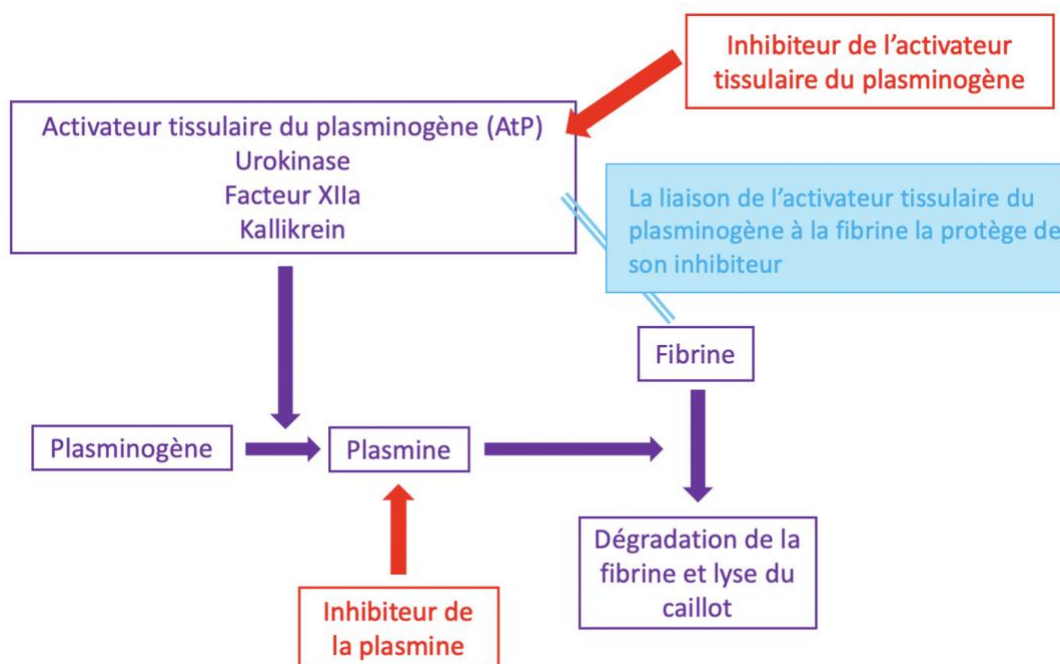 Inhibiteur de l’activateur
tissulaire du plasminogène
Activateur tissulaire du plasminogène (AtP)
Urokinase
Facteur XIIa
Kallikrein
La liaison de l’activateur tissulaire du
plasminogène à la fibrine la protège de
son inhibiteur
Fibrine
Plasminogène
Plasmine
Dégradation de la
fibrine et lyse du
caillot
Inhibiteur de
la plasmine